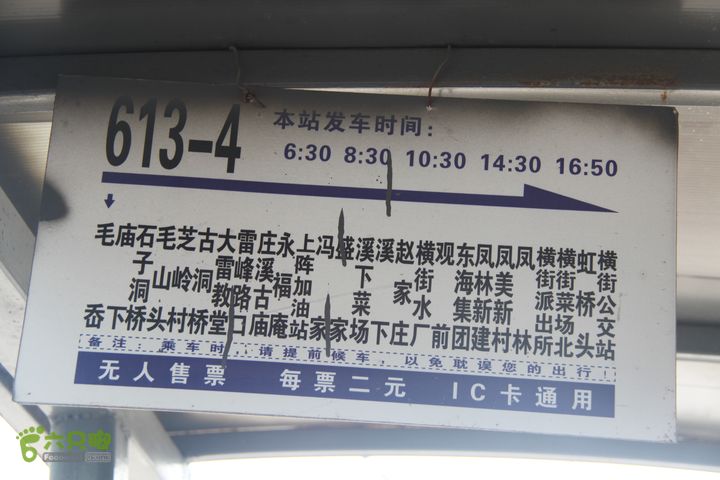 613-4
本站发车时间：
6:30 8:30 10:30 14:30 16:50
毛岙
庙下
石子洞桥
毛山头
芝岭村
古洞桥
大雷教堂
雷峰路口
庄溪古庙
永福庵
上阵加油站
冯家
盛家
溪下菜场
溪下
赵家庄
横街水厂
观前
东海集团
凤林新建
凤美新村
凤林
横街派出所
横街菜场北
虹桥头
横街公交站
备注：乘车时，请提前候车，以免耽误您的出行！
无人售票 每票二元 IC卡通用
六只脚